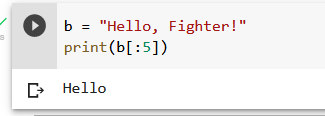 b = "Hello, Fighter!"
print(b[:5])
Hello